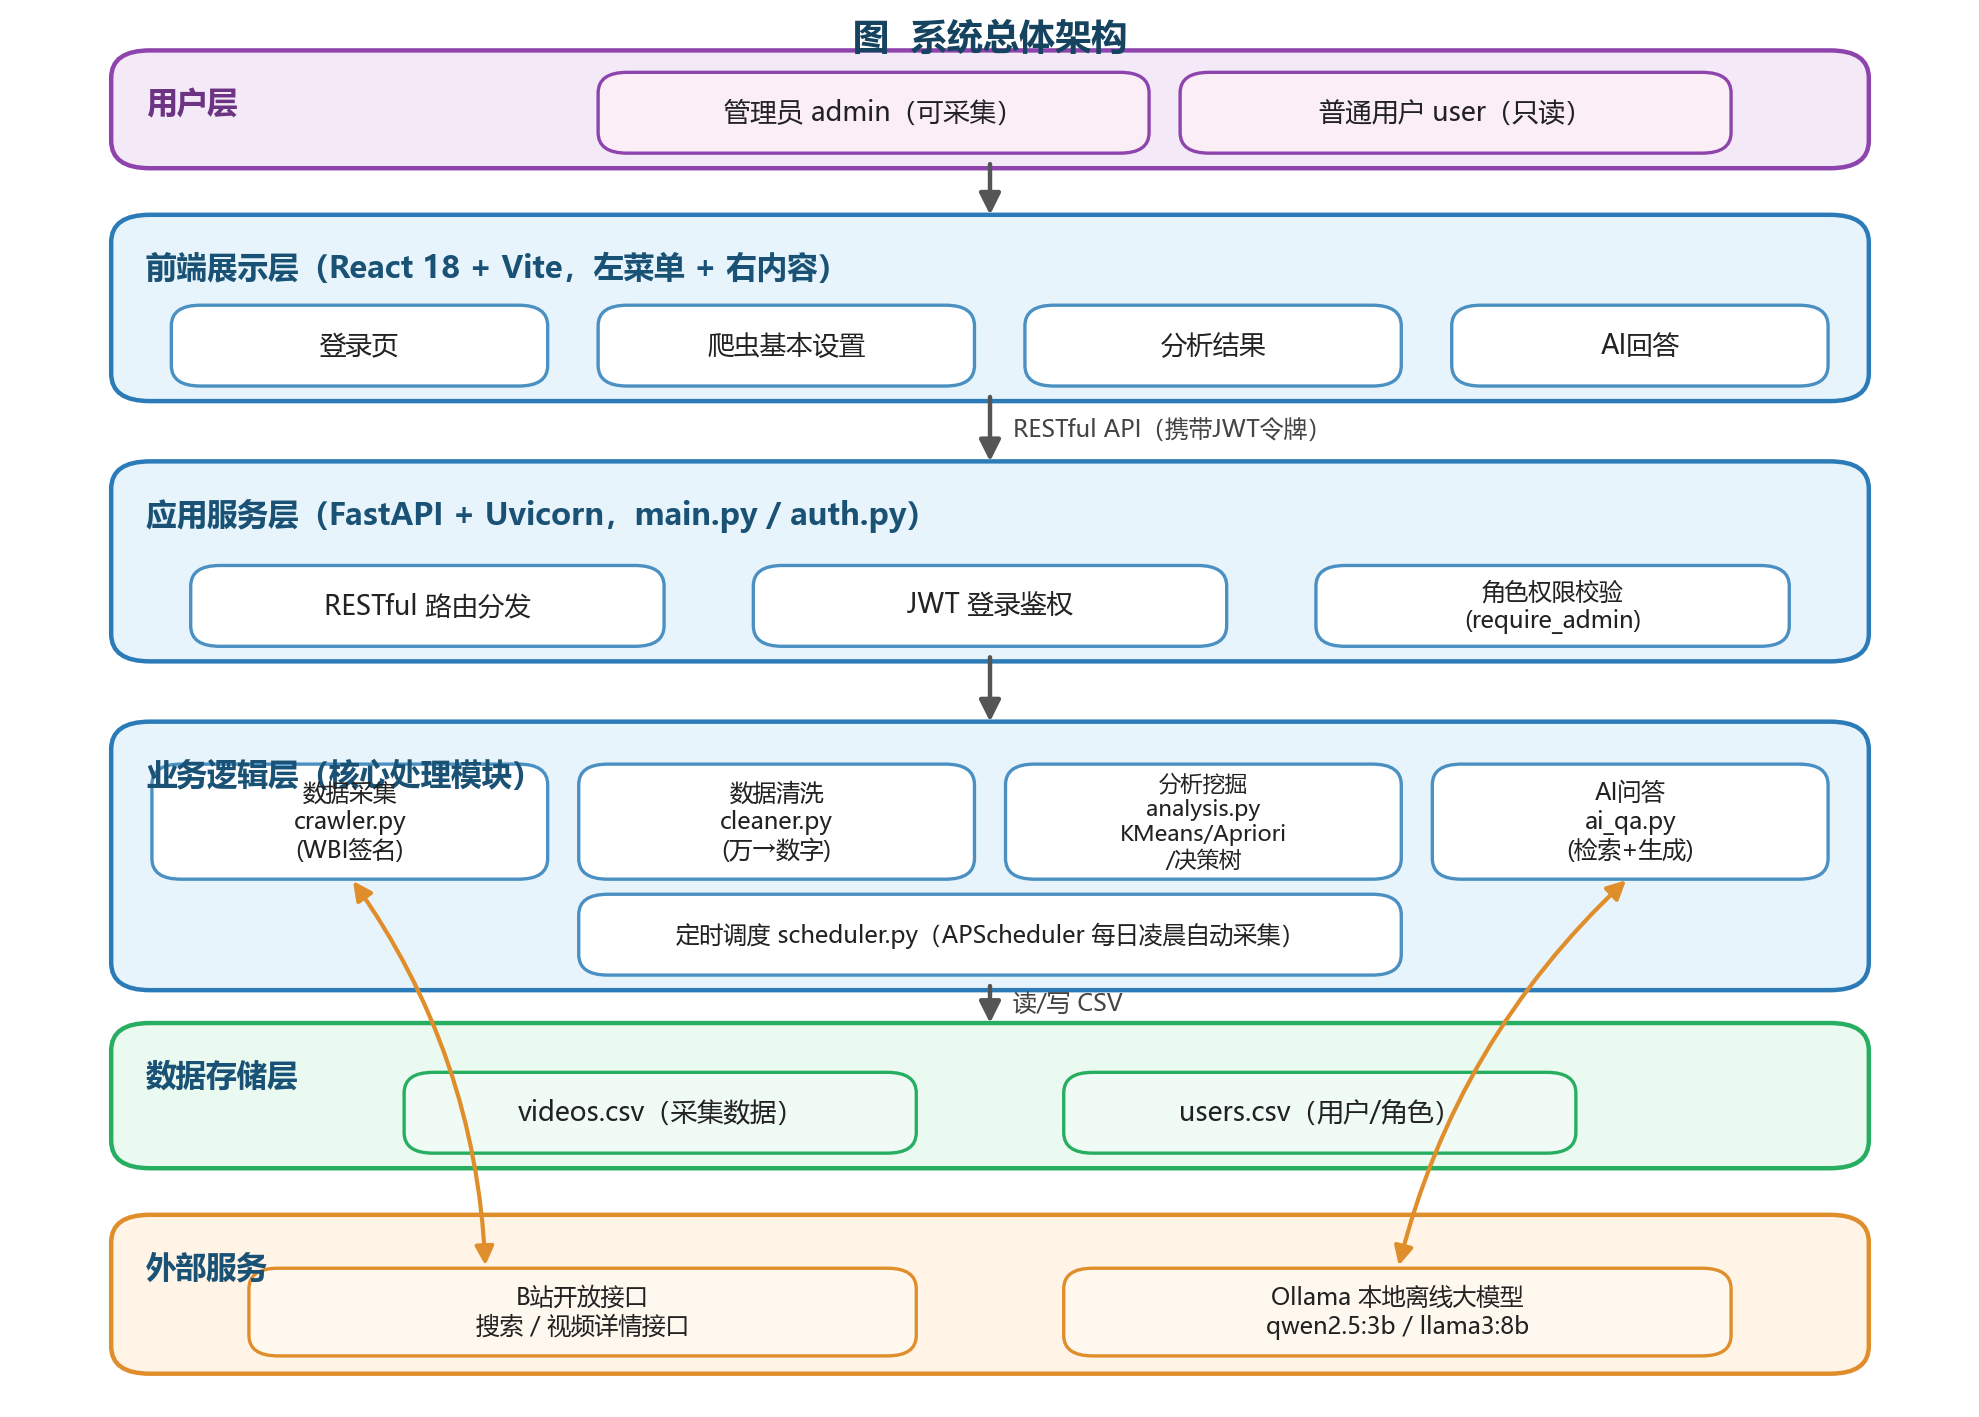 图 系统总体架构
用户层
管理员 admin（可采集）
普通用户 user（只读）
前端展示层（React 18 + Vite，左菜单 + 右内容）
登录页
爬虫基本设置
分析结果
AI回答
RESTful API（携带JWT令牌）
应用服务层（FastAPI + Uvicorn，main.py / auth.py）
RESTful 路由分发
JWT 登录鉴权
角色权限校验
(require_admin)
业务逻辑层（核心处理模块）
数据采集
crawler.py
(WBI签名)
数据清洗
cleaner.py
(万→数字)
分析挖掘
analysis.py
KMeans/Apriori
/决策树
AI问答
ai_qa.py
(检索+生成)
定时调度 scheduler.py（APScheduler 每日凌晨自动采集）
读/写 CSV
数据存储层
videos.csv（采集数据）
users.csv（用户/角色）
外部服务
B站开放接口
搜索 / 视频详情接口
Ollama 本地离线大模型
qwen2.5:3b / llama3:8b